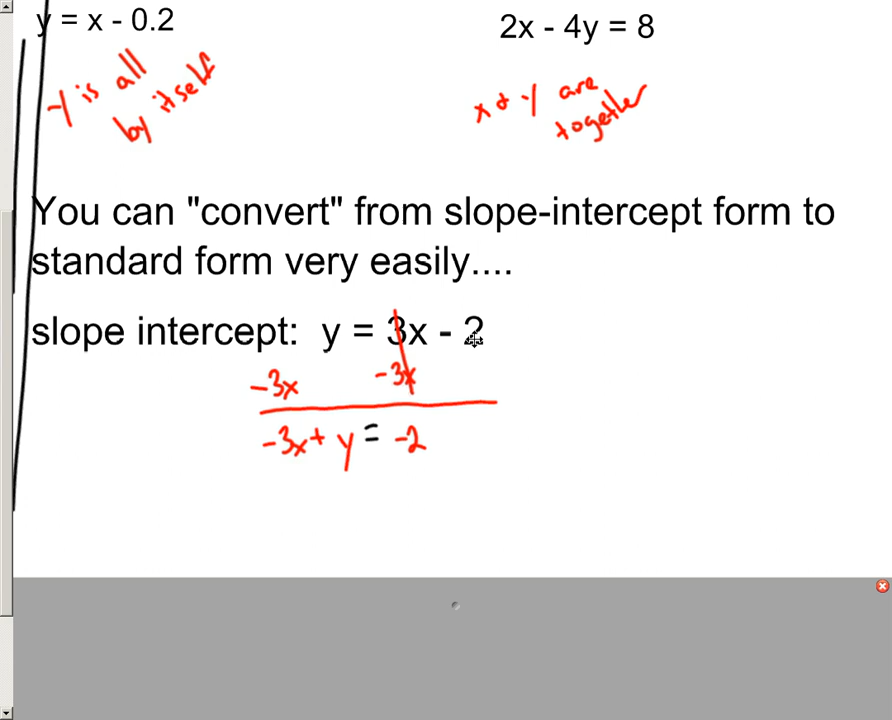 y = x - 0.2
2x - 4y = 8
y is all
by itself
x + y are
together
You can "convert" from slope-intercept form to
standard form very easily....
slope intercept: y = 3x - 2
-3x -3x
-3x + y = -2